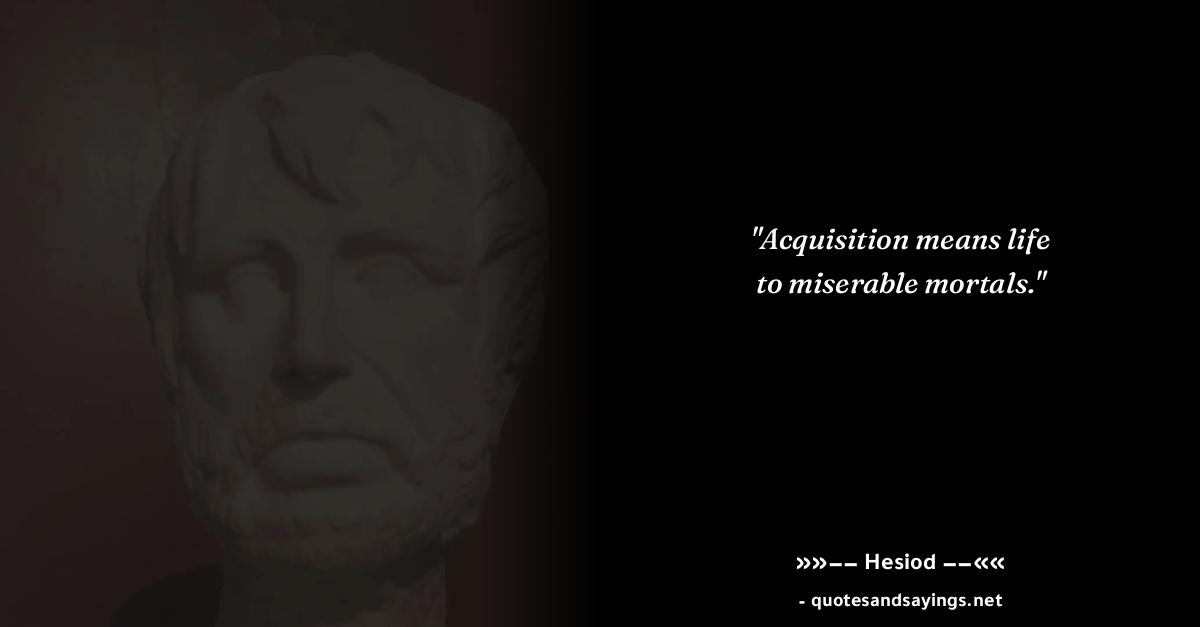 "Acquisition means life
to miserable mortals."
»»–– Hesiod ––««
- quotesandsayings.net